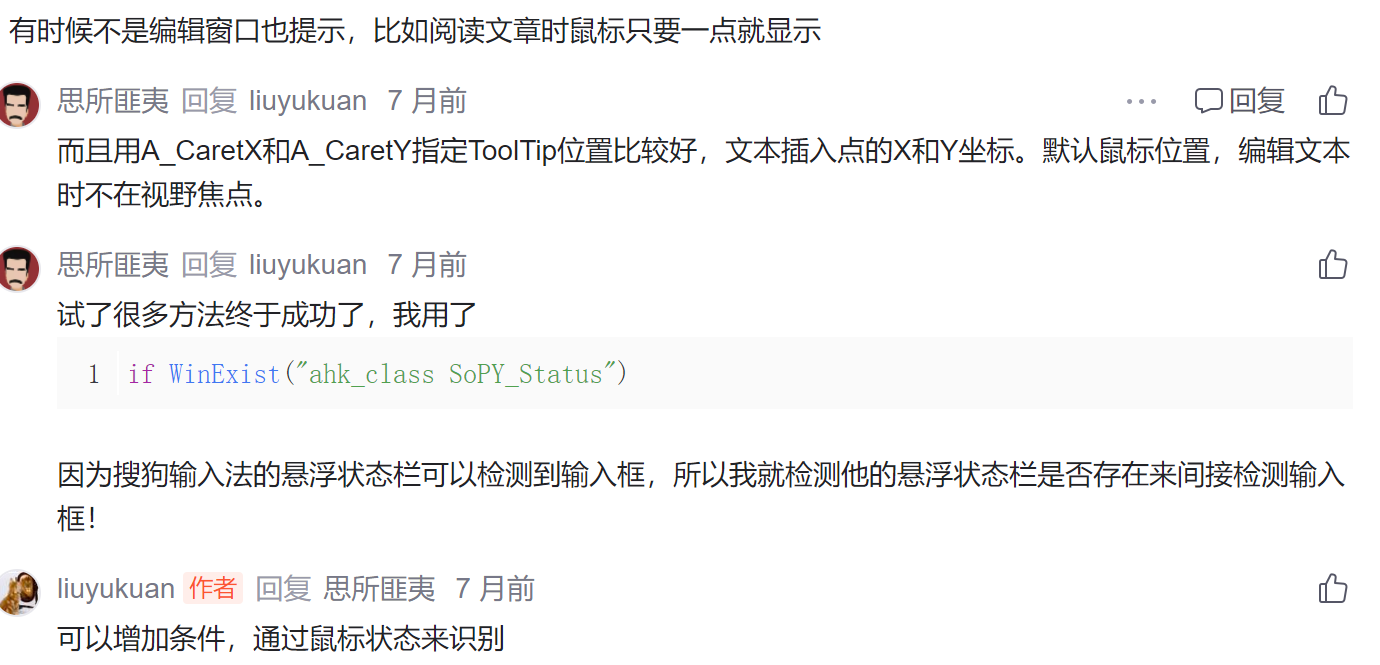 有时候不是编辑窗口也提示，比如阅读文章时鼠标只要一点就显示
思所匪夷 回复 liuyukuan 7 月前 ··· 回复
而且用A_CaretX和A_CaretY指定ToolTip位置比较好，文本插入点的X和Y坐标。默认鼠标位置，编辑文本
时不在视野焦点。
思所匪夷 回复 liuyukuan 7 月前
试了很多方法终于成功了，我用了
1 if WinExist("ahk_class SoPY_Status")
因为搜狗输入法的悬浮状态栏可以检测到输入框，所以我就检测他的悬浮状态栏是否存在来间接检测输入
框！
liuyukuan 作者 回复 思所匪夷 7 月前
可以增加条件，通过鼠标状态来识别